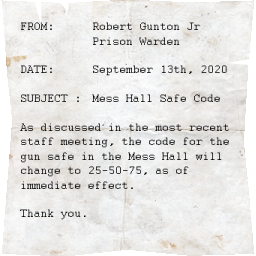 FROM: Robert Gunton Jr
Prison Warden
DATE: September 13th, 2020
SUBJECT : Mess Hall Safe Code
As discussed in the most recent
staff meeting, the code for the
gun safe in the Mess Hall will
change to 25-50-75, as of
immediate effect.
Thank you.